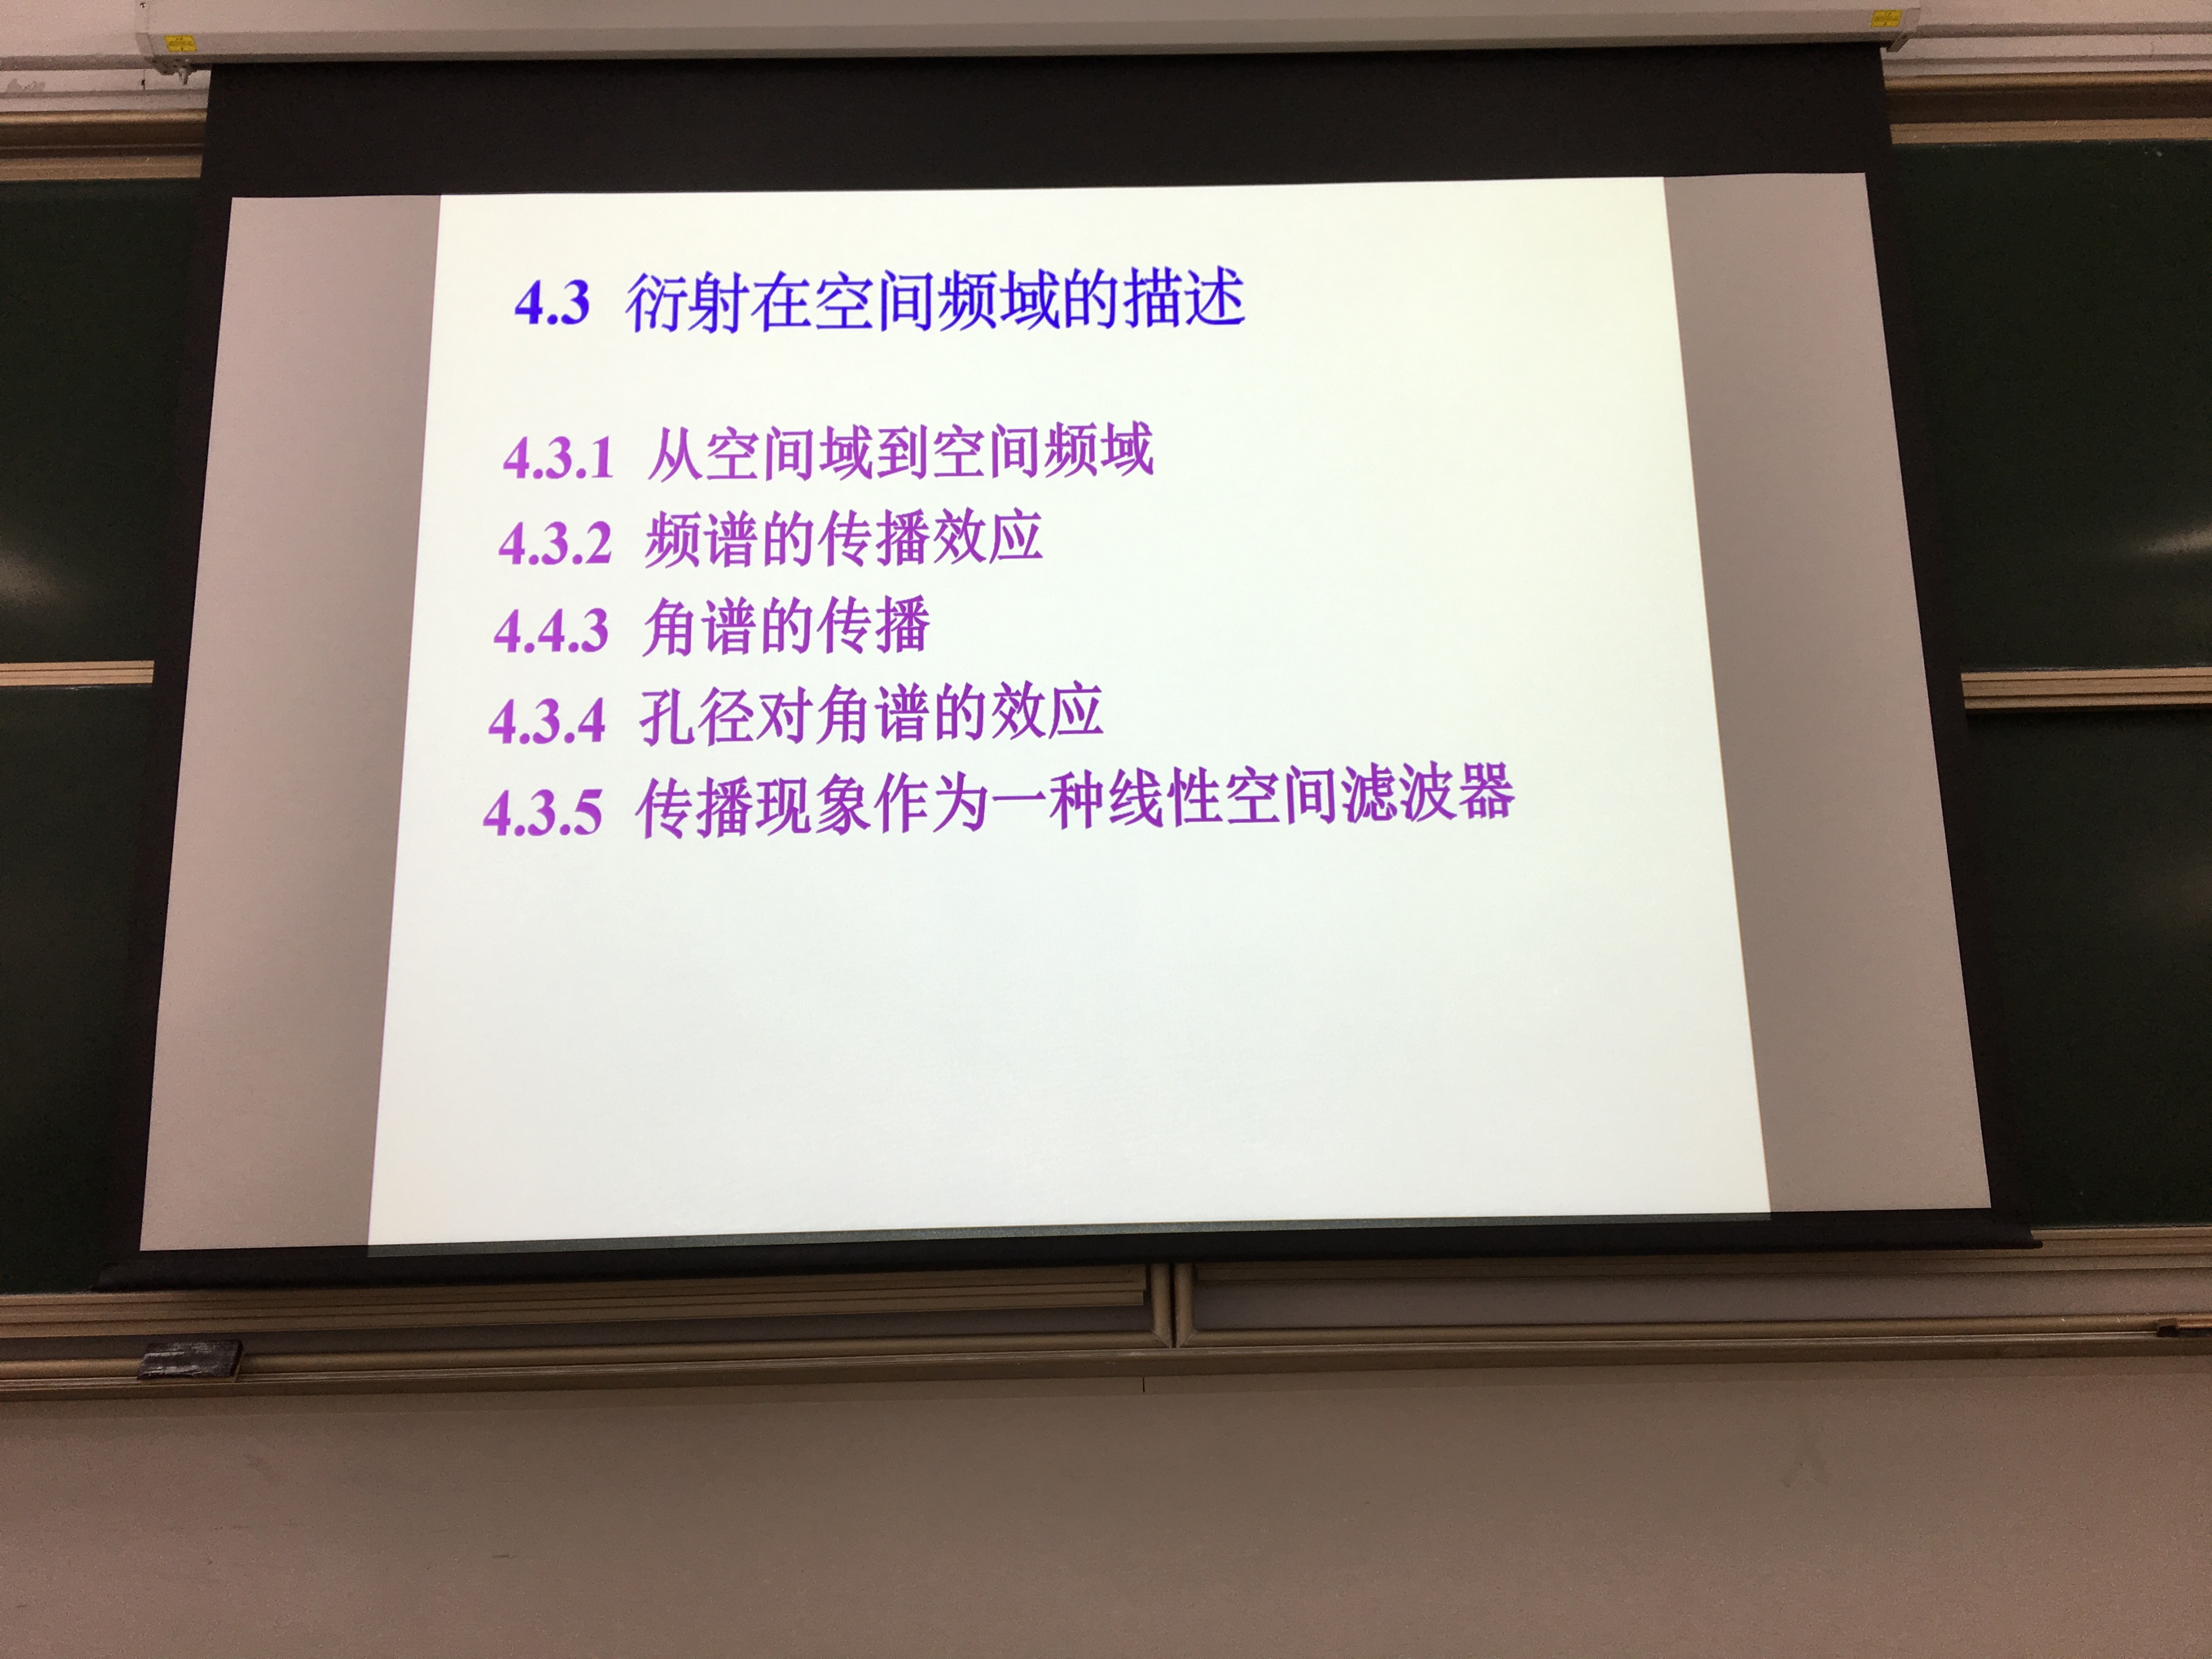 4.3 衍射在空间频域的描述
4.3.1 从空间域到空间频域
4.3.2 频谱的传播效应
4.4.3 角谱的传播
4.3.4 孔径对角谱的效应
4.3.5 传播现象作为一种线性空间滤波器